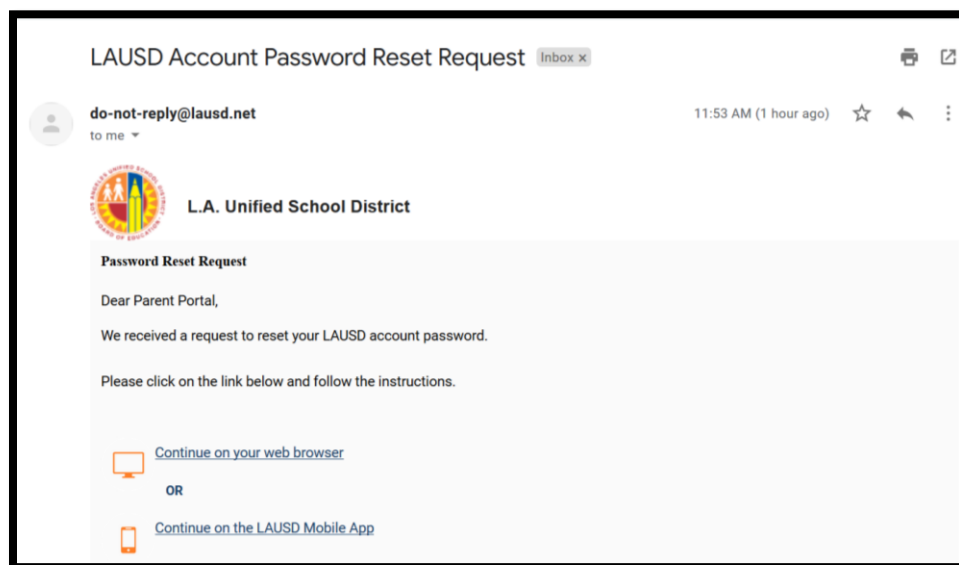 LAUSD Account Password Reset Request Inbox x
do-not-reply@lausd.net 11:53 AM (1 hour ago)
to me
L.A. Unified School District
Password Reset Request
Dear Parent Portal,
We received a request to reset your LAUSD account password.
Please click on the link below and follow the instructions.
Continue on your web browser
OR
Continue on the LAUSD Mobile App